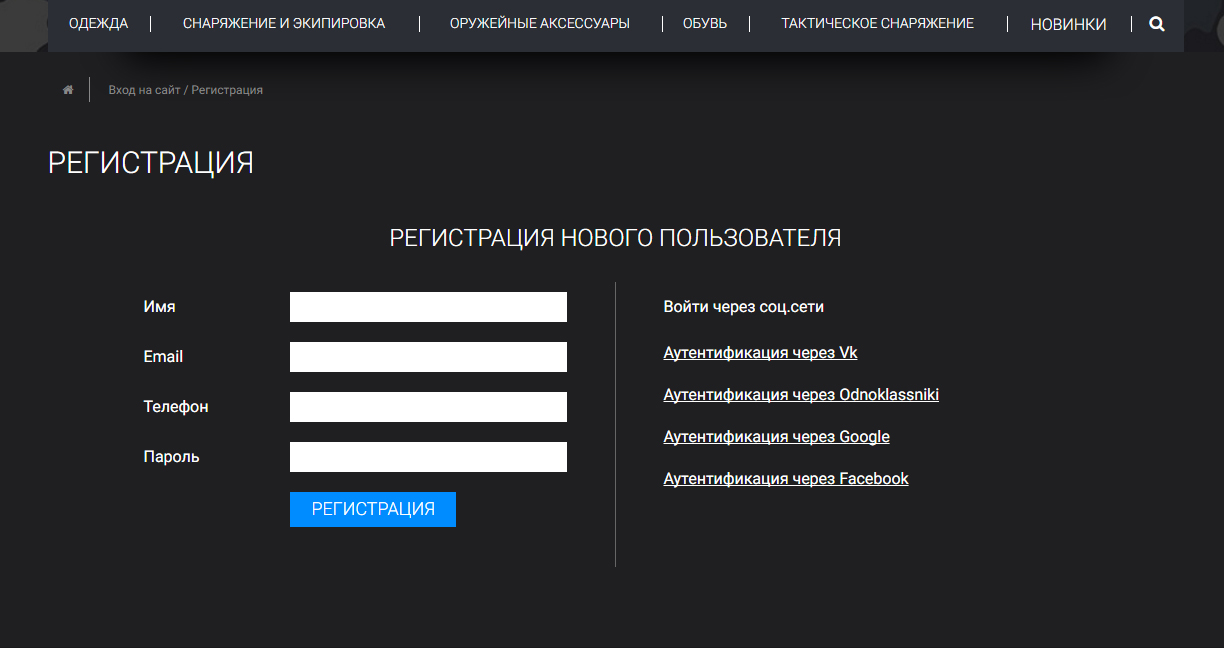 ОДЕЖДА СНАРЯЖЕНИЕ И ЭКИПИРОВКА ОРУЖЕЙНЫЕ АКСЕССУАРЫ ОБУВЬ ТАКТИЧЕСКОЕ СНАРЯЖЕНИЕ НОВИНКИ
Вход на сайт / Регистрация
РЕГИСТРАЦИЯ
РЕГИСТРАЦИЯ НОВОГО ПОЛЬЗОВАТЕЛЯ
Имя
Email
Телефон
Пароль
РЕГИСТРАЦИЯ
Войти через соц.сети
Аутентификация через Vk
Аутентификация через Odnoklassniki
Аутентификация через Google
Аутентификация через Facebook